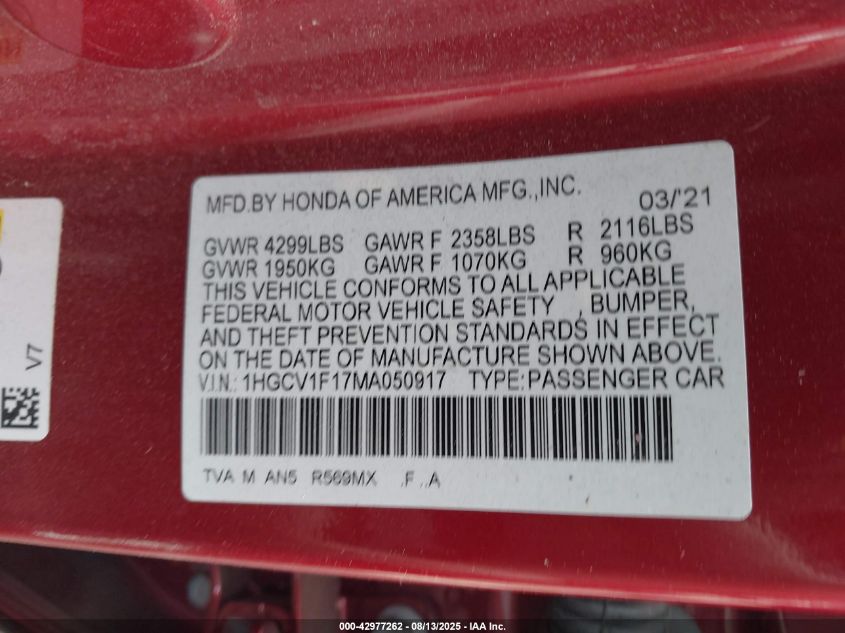 MFD.BY HONDA OF AMERICA MFG.,INC. 03/'21
GVWR 4299LBS GAWR F 2358LBS R 2116LBS
GVWR 1950KG GAWR F 1070KG R 960KG
THIS VEHICLE CONFORMS TO ALL APPLICABLE
FEDERAL MOTOR VEHICLE SAFETY , BUMPER,
AND THEFT PREVENTION STANDARDS IN EFFECT
ON THE DATE OF MANUFACTURE SHOWN ABOVE.
V.I.N.: 1HGCV1F17MA050917 TYPE:PASSENGER CAR
TVA M AN5 R569MX .F ..A
V7
000-42977262 - 08/13/2025 - IAA Inc.